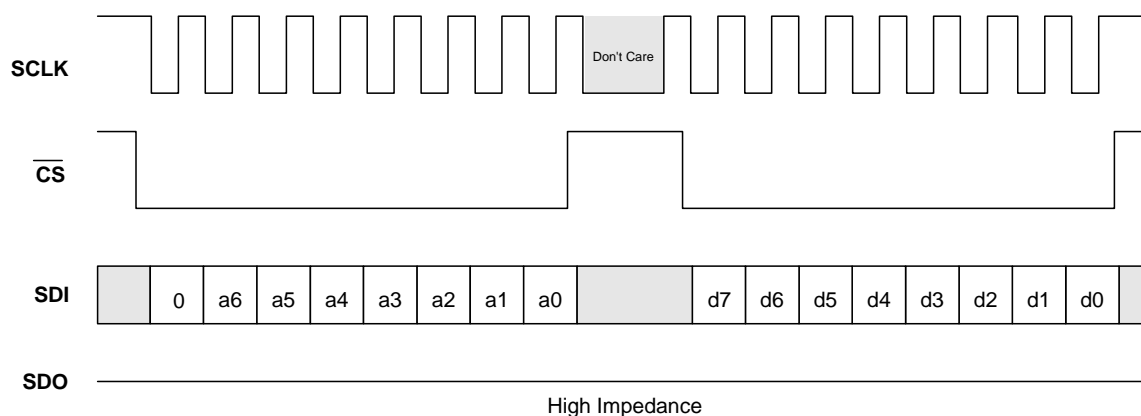 Don't Care
SCLK
CS
SDI 0 a6 a5 a4 a3 a2 a1 a0 d7 d6 d5 d4 d3 d2 d1 d0
SDO
High Impedance